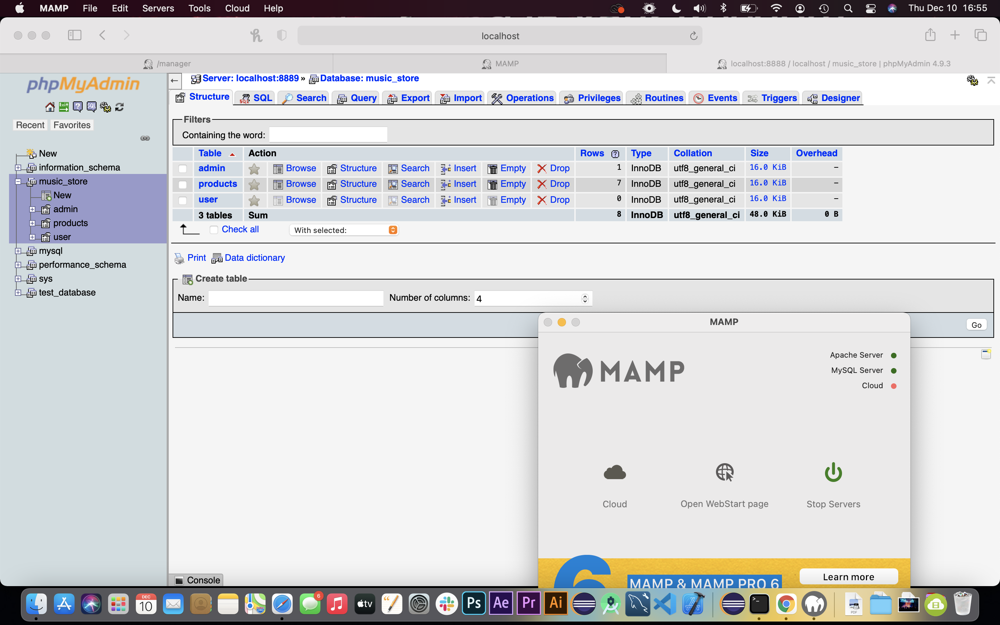 MAMP File Edit Servers Tools Cloud Help Thu Dec 10 16:55
localhost
/manager MAMP localhost:8888 / localhost / music_store | phpMyAdmin 4.9.3
phpMyAdmin
Recent Favorites
New
information_schema
music_store
New
admin
products
user
mysql
performance_schema
sys
test_database
Server: localhost:8889 » Database: music_store
Structure SQL Search Query Export Import Operations Privileges Routines Events Triggers Designer
Filters
Containing the word:
Table Action Rows Type Collation Size Overhead
admin Browse Structure Search Insert Empty Drop 1 InnoDB utf8_general_ci 16.0 KiB –
products Browse Structure Search Insert Empty Drop 7 InnoDB utf8_general_ci 16.0 KiB –
user Browse Structure Search Insert Empty Drop 0 InnoDB utf8_general_ci 16.0 KiB –
3 tables Sum 8 InnoDB utf8_general_ci 48.0 KiB 0 B
Check all With selected:
Print Data dictionary
Create table
Name: Number of columns: 4
Go
Console
MAMP
MAMP
Apache Server
MySQL Server
Cloud
Cloud Open WebStart page Stop Servers
6 MAMP & MAMP PRO 6 Learn more
DEC
10
280
6
tv
Ps Ae Pr Ai
PDF